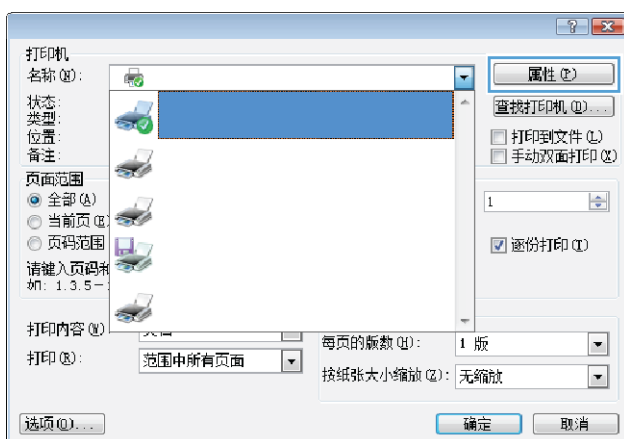 打印机
名称(N):
属性(P)
状态:
类型:
位置:
备注:
查找打印机(D)...
打印到文件(L)
手动双面打印(X)
页面范围
全部(A)
当前页(E
页码范围
请键入页码和
如: 1.3.5-
1
逐份打印(T)
打印内容(W)
打印(R):
范围中所有页面
每页的版数(H):
1 版
按纸张大小缩放(Z):
无缩放
选项(O)...
确定
取消